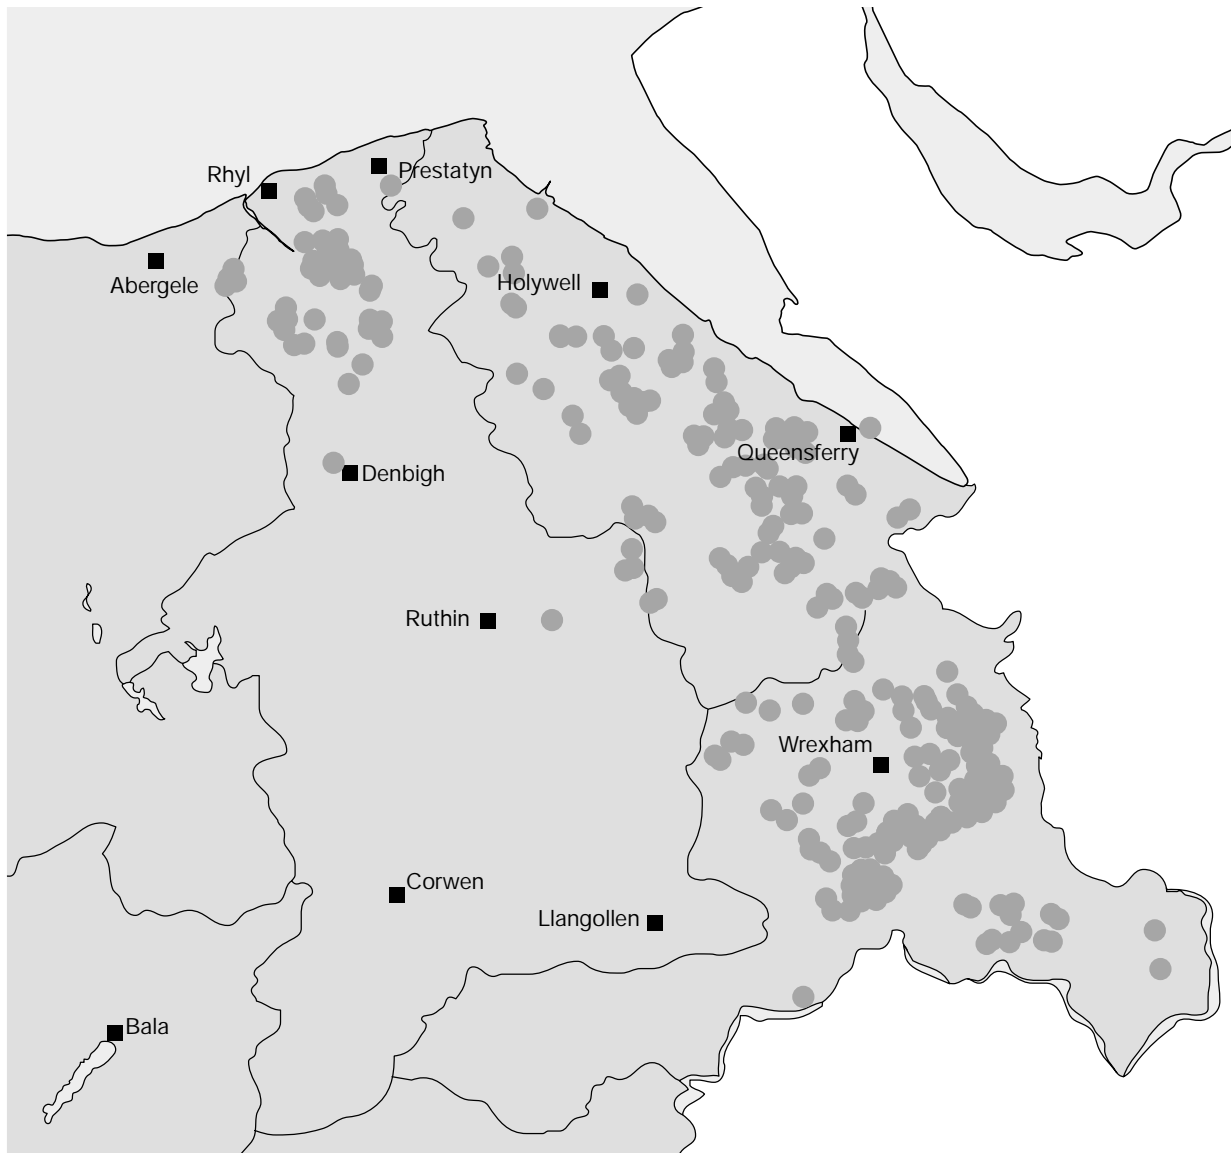 Rhyl
Prestatyn
Abergele
Holywell
Queensferry
Denbigh
Ruthin
Wrexham
Corwen
Llangollen
Bala